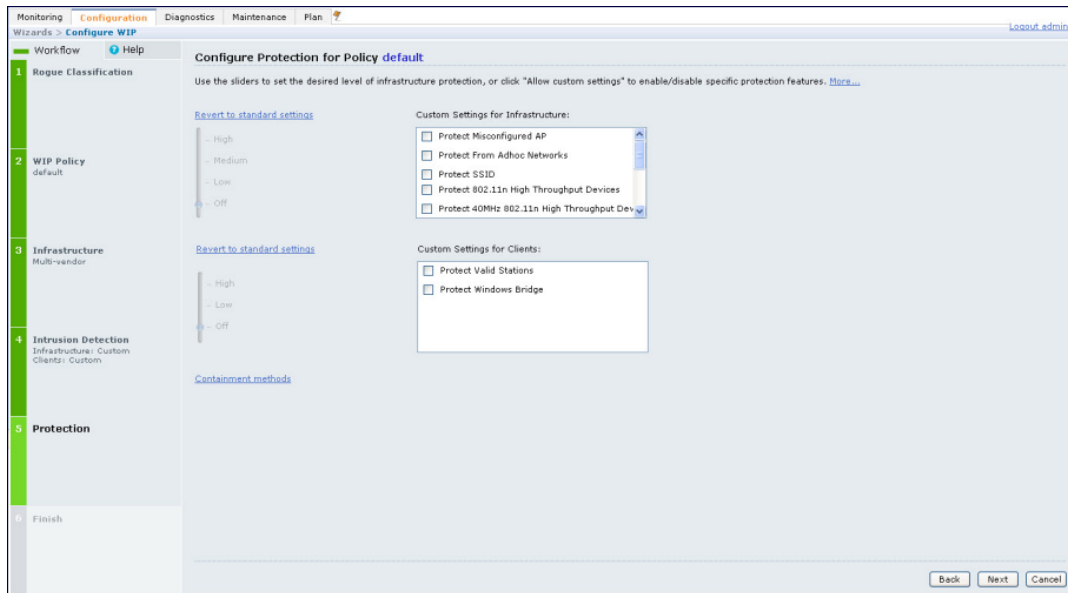 Monitoring Configuration Diagnostics Maintenance Plan
Wizards > Configure WIP
Logout admin
Workflow Help
1 Rogue Classification
2 WIP Policy
default
3 Infrastructure
Multi-vendor
4 Intrusion Detection
Infrastructure: Custom
Clients: Custom
5 Protection
6 Finish
Configure Protection for Policy default
Use the sliders to set the desired level of infrastructure protection, or click "Allow custom settings" to enable/disable specific protection features. More...
Revert to standard settings
- High
- Medium
- Low
- Off
Custom Settings for Infrastructure:
Protect Misconfigured AP
Protect From Adhoc Networks
Protect SSID
Protect 802.11n High Throughput Devices
Protect 40MHz 802.11n High Throughput Dev
Revert to standard settings
- High
- Low
- Off
Custom Settings for Clients:
Protect Valid Stations
Protect Windows Bridge
Containment methods
Back Next Cancel